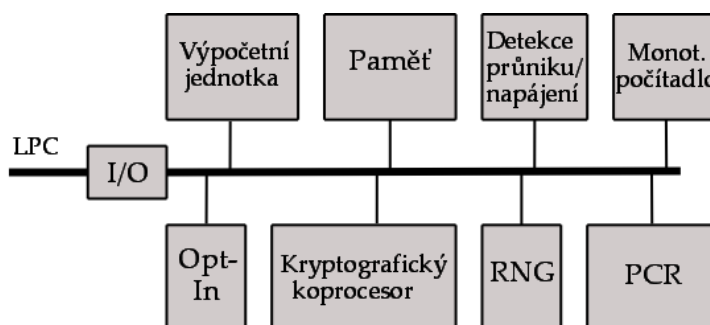 Výpočetní
jednotka
Paměť
Detekce
průniku/
napájení
Monot.
počítadlo
LPC
I/O
Opt-
In
Kryptografický
koprocesor
RNG
PCR